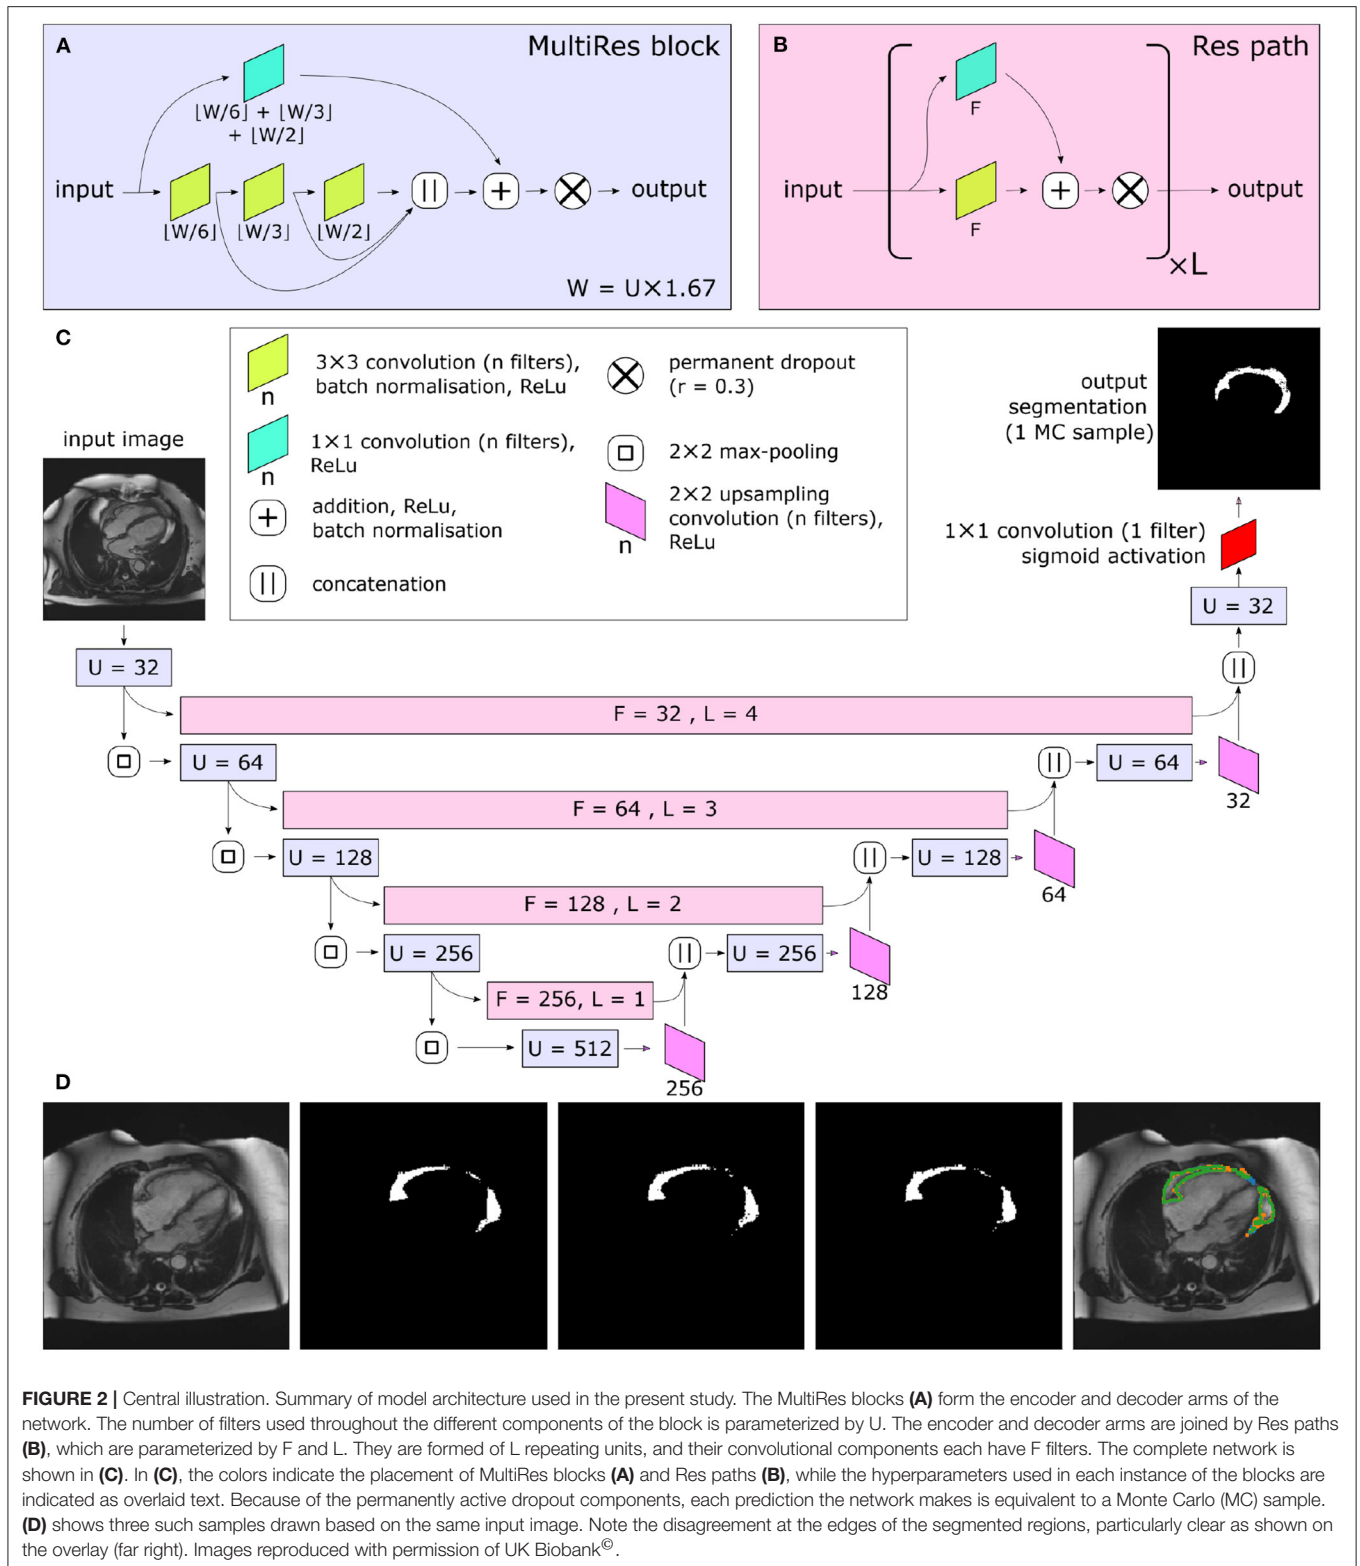 A
MultiRes block
⌊W/6⌋ + ⌊W/3⌋
+ ⌊W/2⌋
input
output
⌊W/6⌋
⌊W/3⌋
⌊W/2⌋
W = U×1.67
B
Res path
F
input
output
F
×L
C
3×3 convolution (n filters),
batch normalisation, ReLu
n
1×1 convolution (n filters),
ReLu
n
addition, ReLu,
batch normalisation
concatenation
permanent dropout
(r = 0.3)
2×2 max-pooling
2×2 upsampling
convolution (n filters),
ReLu
n
input image
output
segmentation
(1 MC sample)
1×1 convolution (1 filter)
sigmoid activation
U = 32
U = 32
F = 32 , L = 4
U = 64
U = 64
32
F = 64 , L = 3
U = 128
U = 128
64
F = 128 , L = 2
U = 256
U = 256
128
F = 256, L = 1
U = 512
256
D
FIGURE 2 | Central illustration. Summary of model architecture used in the present study. The MultiRes blocks (A) form the encoder and decoder arms of the
network. The number of filters used throughout the different components of the block is parameterized by U. The encoder and decoder arms are joined by Res paths
(B), which are parameterized by F and L. They are formed of L repeating units, and their convolutional components each have F filters. The complete network is
shown in (C). In (C), the colors indicate the placement of MultiRes blocks (A) and Res paths (B), while the hyperparameters used in each instance of the blocks are
indicated as overlaid text. Because of the permanently active dropout components, each prediction the network makes is equivalent to a Monte Carlo (MC) sample.
(D) shows three such samples drawn based on the same input image. Note the disagreement at the edges of the segmented regions, particularly clear as shown on
the overlay (far right). Images reproduced with permission of UK Biobank©.